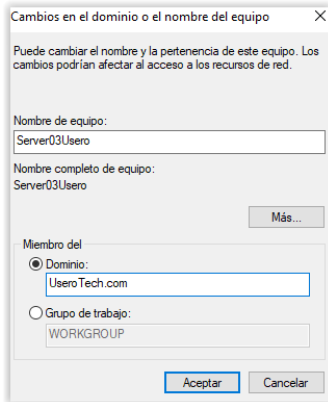 Cambios en el dominio o el nombre del equipo
Puede cambiar el nombre y la pertenencia de este equipo. Los
cambios podrían afectar al acceso a los recursos de red.
Nombre de equipo:
Server03Usero
Nombre completo de equipo:
Server03Usero
Más...
Miembro del
Dominio:
UseroTech.com
Grupo de trabajo:
WORKGROUP
Aceptar
Cancelar